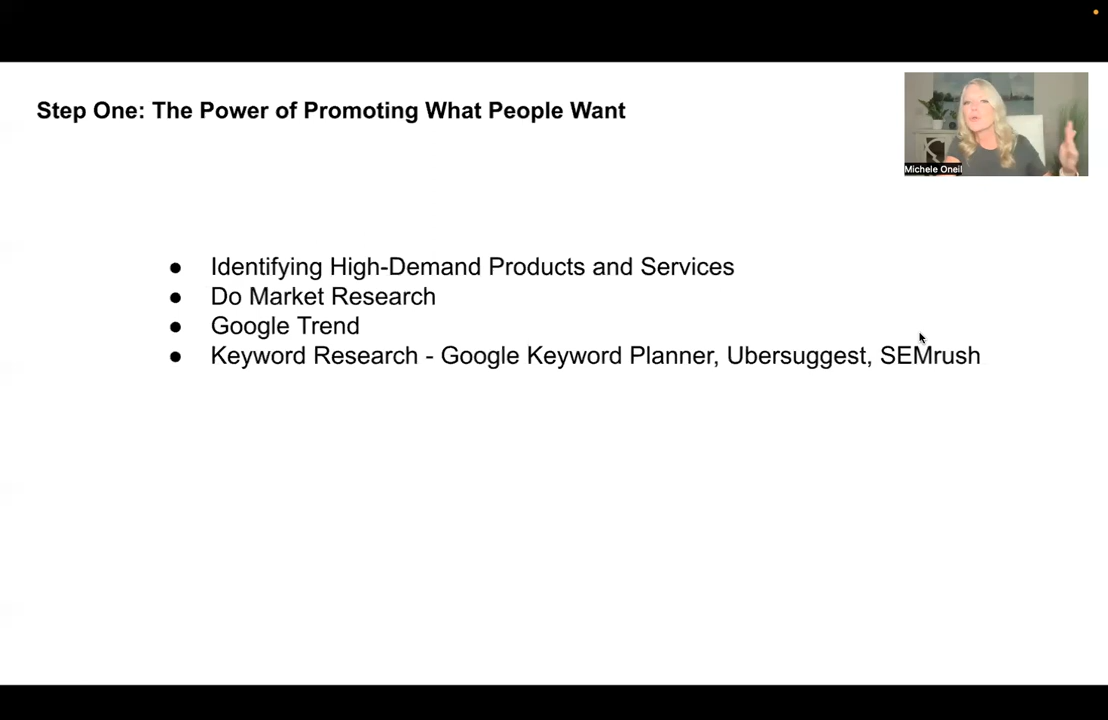 Step One: The Power of Promoting What People Want
Michele Oneil
● Identifying High-Demand Products and Services
● Do Market Research
● Google Trend
● Keyword Research - Google Keyword Planner, Ubersuggest, SEMrush